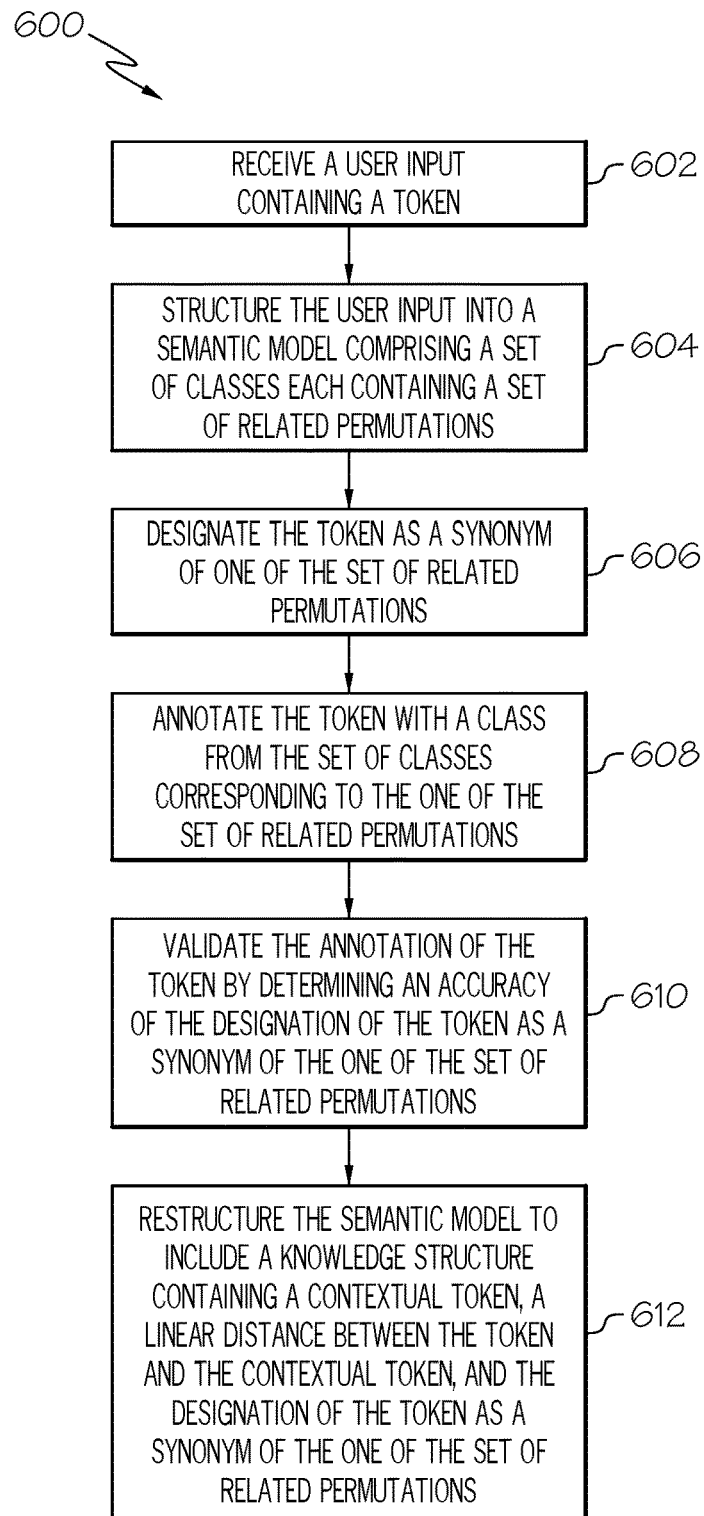 600
RECEIVE A USER INPUT
CONTAINING A TOKEN
602
STRUCTURE THE USER INPUT INTO A
SEMANTIC MODEL COMPRISING A SET
OF CLASSES EACH CONTAINING A SET
OF RELATED PERMUTATIONS
604
DESIGNATE THE TOKEN AS A SYNONYM
OF ONE OF THE SET OF RELATED
PERMUTATIONS
606
ANNOTATE THE TOKEN WITH A CLASS
FROM THE SET OF CLASSES
CORRESPONDING TO THE ONE OF THE
SET OF RELATED PERMUTATIONS
608
VALIDATE THE ANNOTATION OF THE
TOKEN BY DETERMINING AN ACCURACY
OF THE DESIGNATION OF THE TOKEN AS A
SYNONYM OF THE ONE OF THE SET OF
RELATED PERMUTATIONS
610
RESTRUCTURE THE SEMANTIC MODEL TO
INCLUDE A KNOWLEDGE STRUCTURE
CONTAINING A CONTEXTUAL TOKEN, A
LINEAR DISTANCE BETWEEN THE TOKEN
AND THE CONTEXTUAL TOKEN, AND THE
DESIGNATION OF THE TOKEN AS A
SYNONYM OF THE ONE OF THE SET OF
RELATED PERMUTATIONS
612